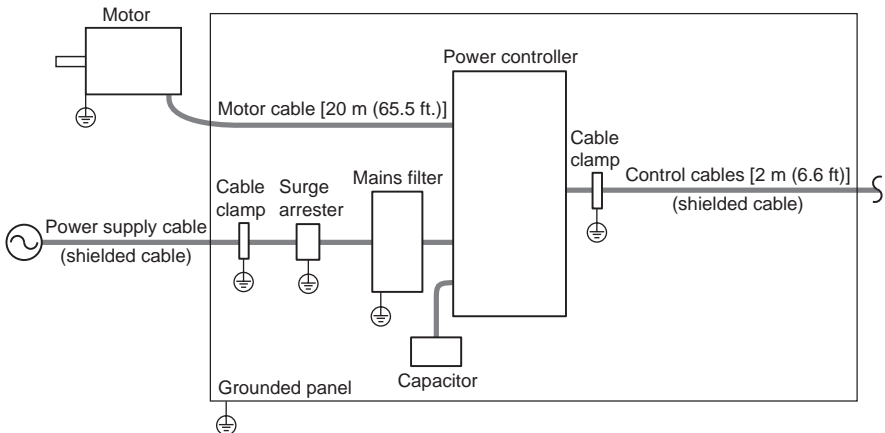 Motor
Power controller
Motor cable [20 m (65.5 ft.)]
Cable
clamp
Control cables [2 m (6.6 ft)]
(shielded cable)
Cable
clamp
Surge
arrester
Mains filter
Power supply cable
(shielded cable)
Capacitor
Grounded panel